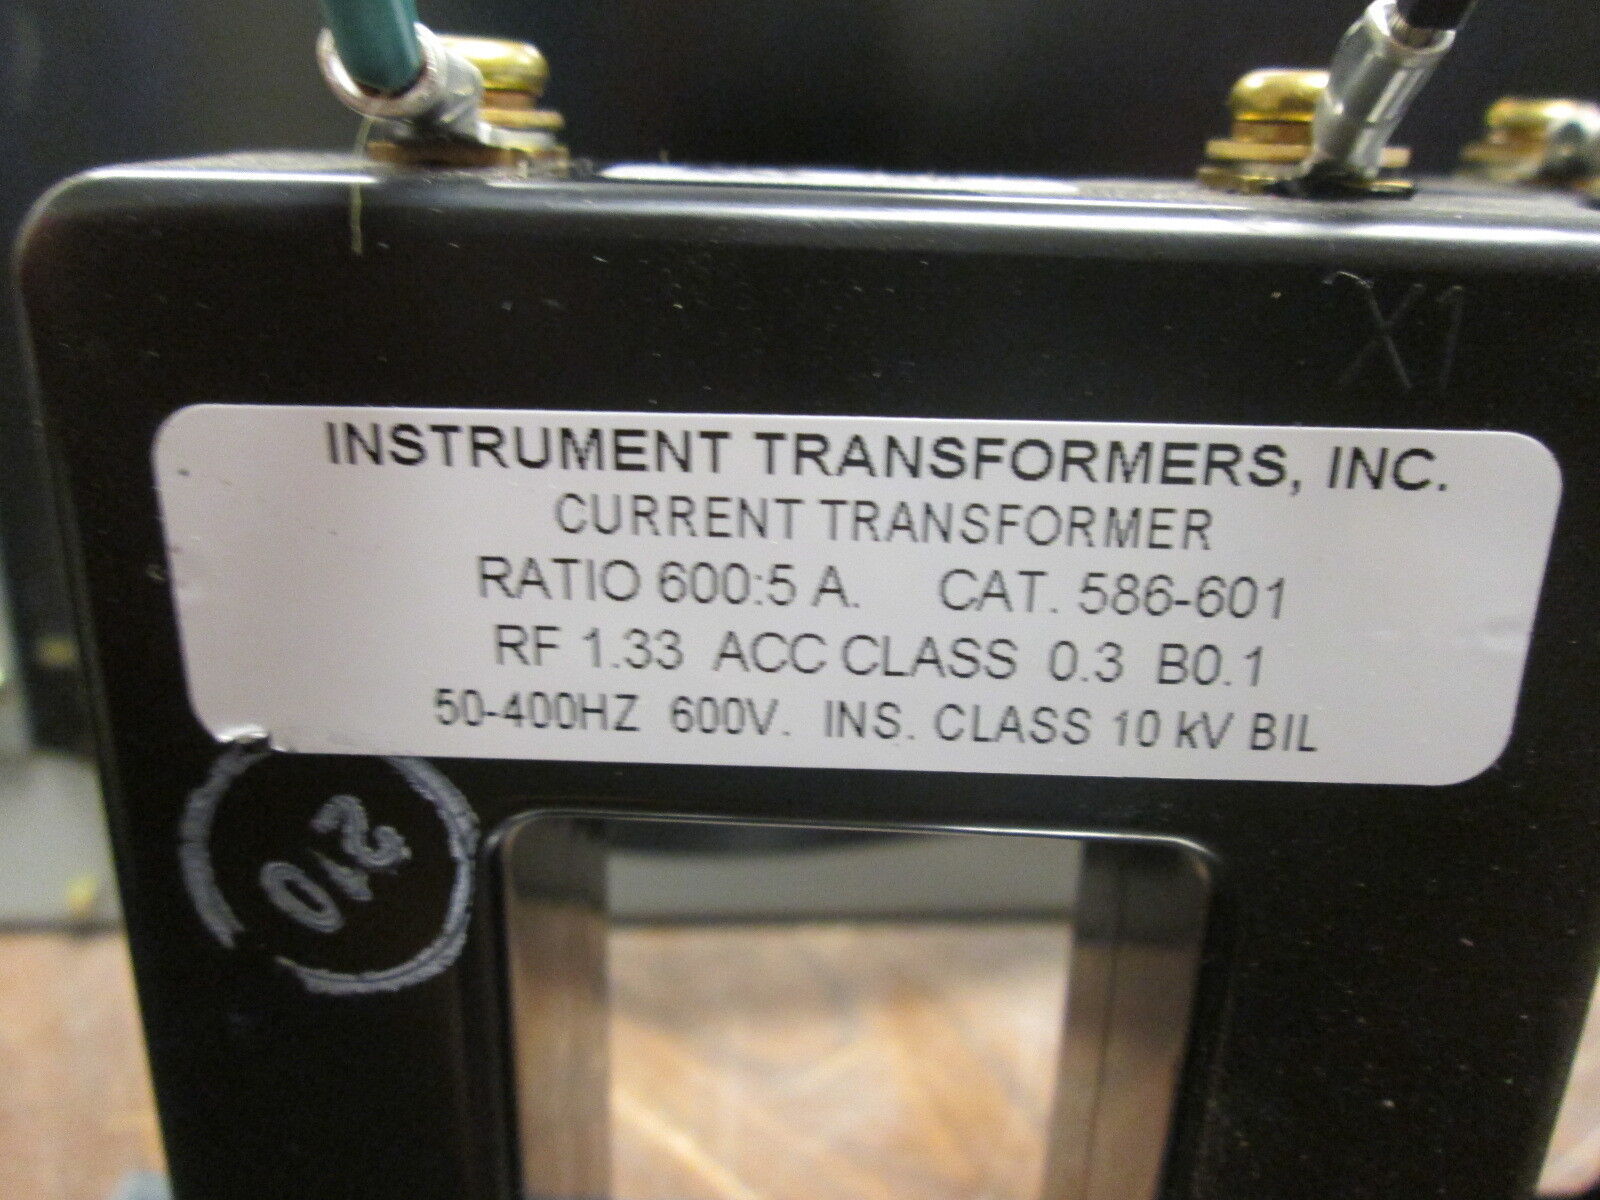 X1
INSTRUMENT TRANSFORMERS, INC.
CURRENT TRANSFORMER
RATIO 600:5 A. CAT. 586-601
RF 1.33 ACC CLASS 0.3 B0.1
50-400HZ 600V. INS. CLASS 10 kV BIL
210